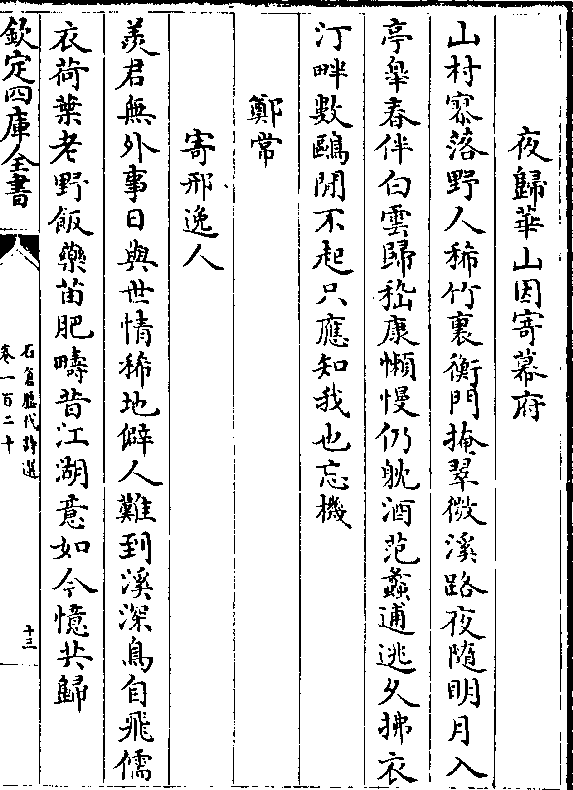 夜歸華山因寄幕府
山村寥落野人稀竹裏衡門掩翠微溪路夜隨明月入
亭臯春伴白雲歸嵇康懶慢仍躭酒范蠡逋逃乆拂衣
汀畔數鷗閒不起只應知我也忘機
鄭常
寄邢逸人
羨君無外事日與世情稀地僻人難到溪深鳥自飛儒
衣荷葉老野飯藥苗肥疇昔江湖意如今憶共歸
欽定四庫全書
石倉歴代詩選
卷一百二十
十三